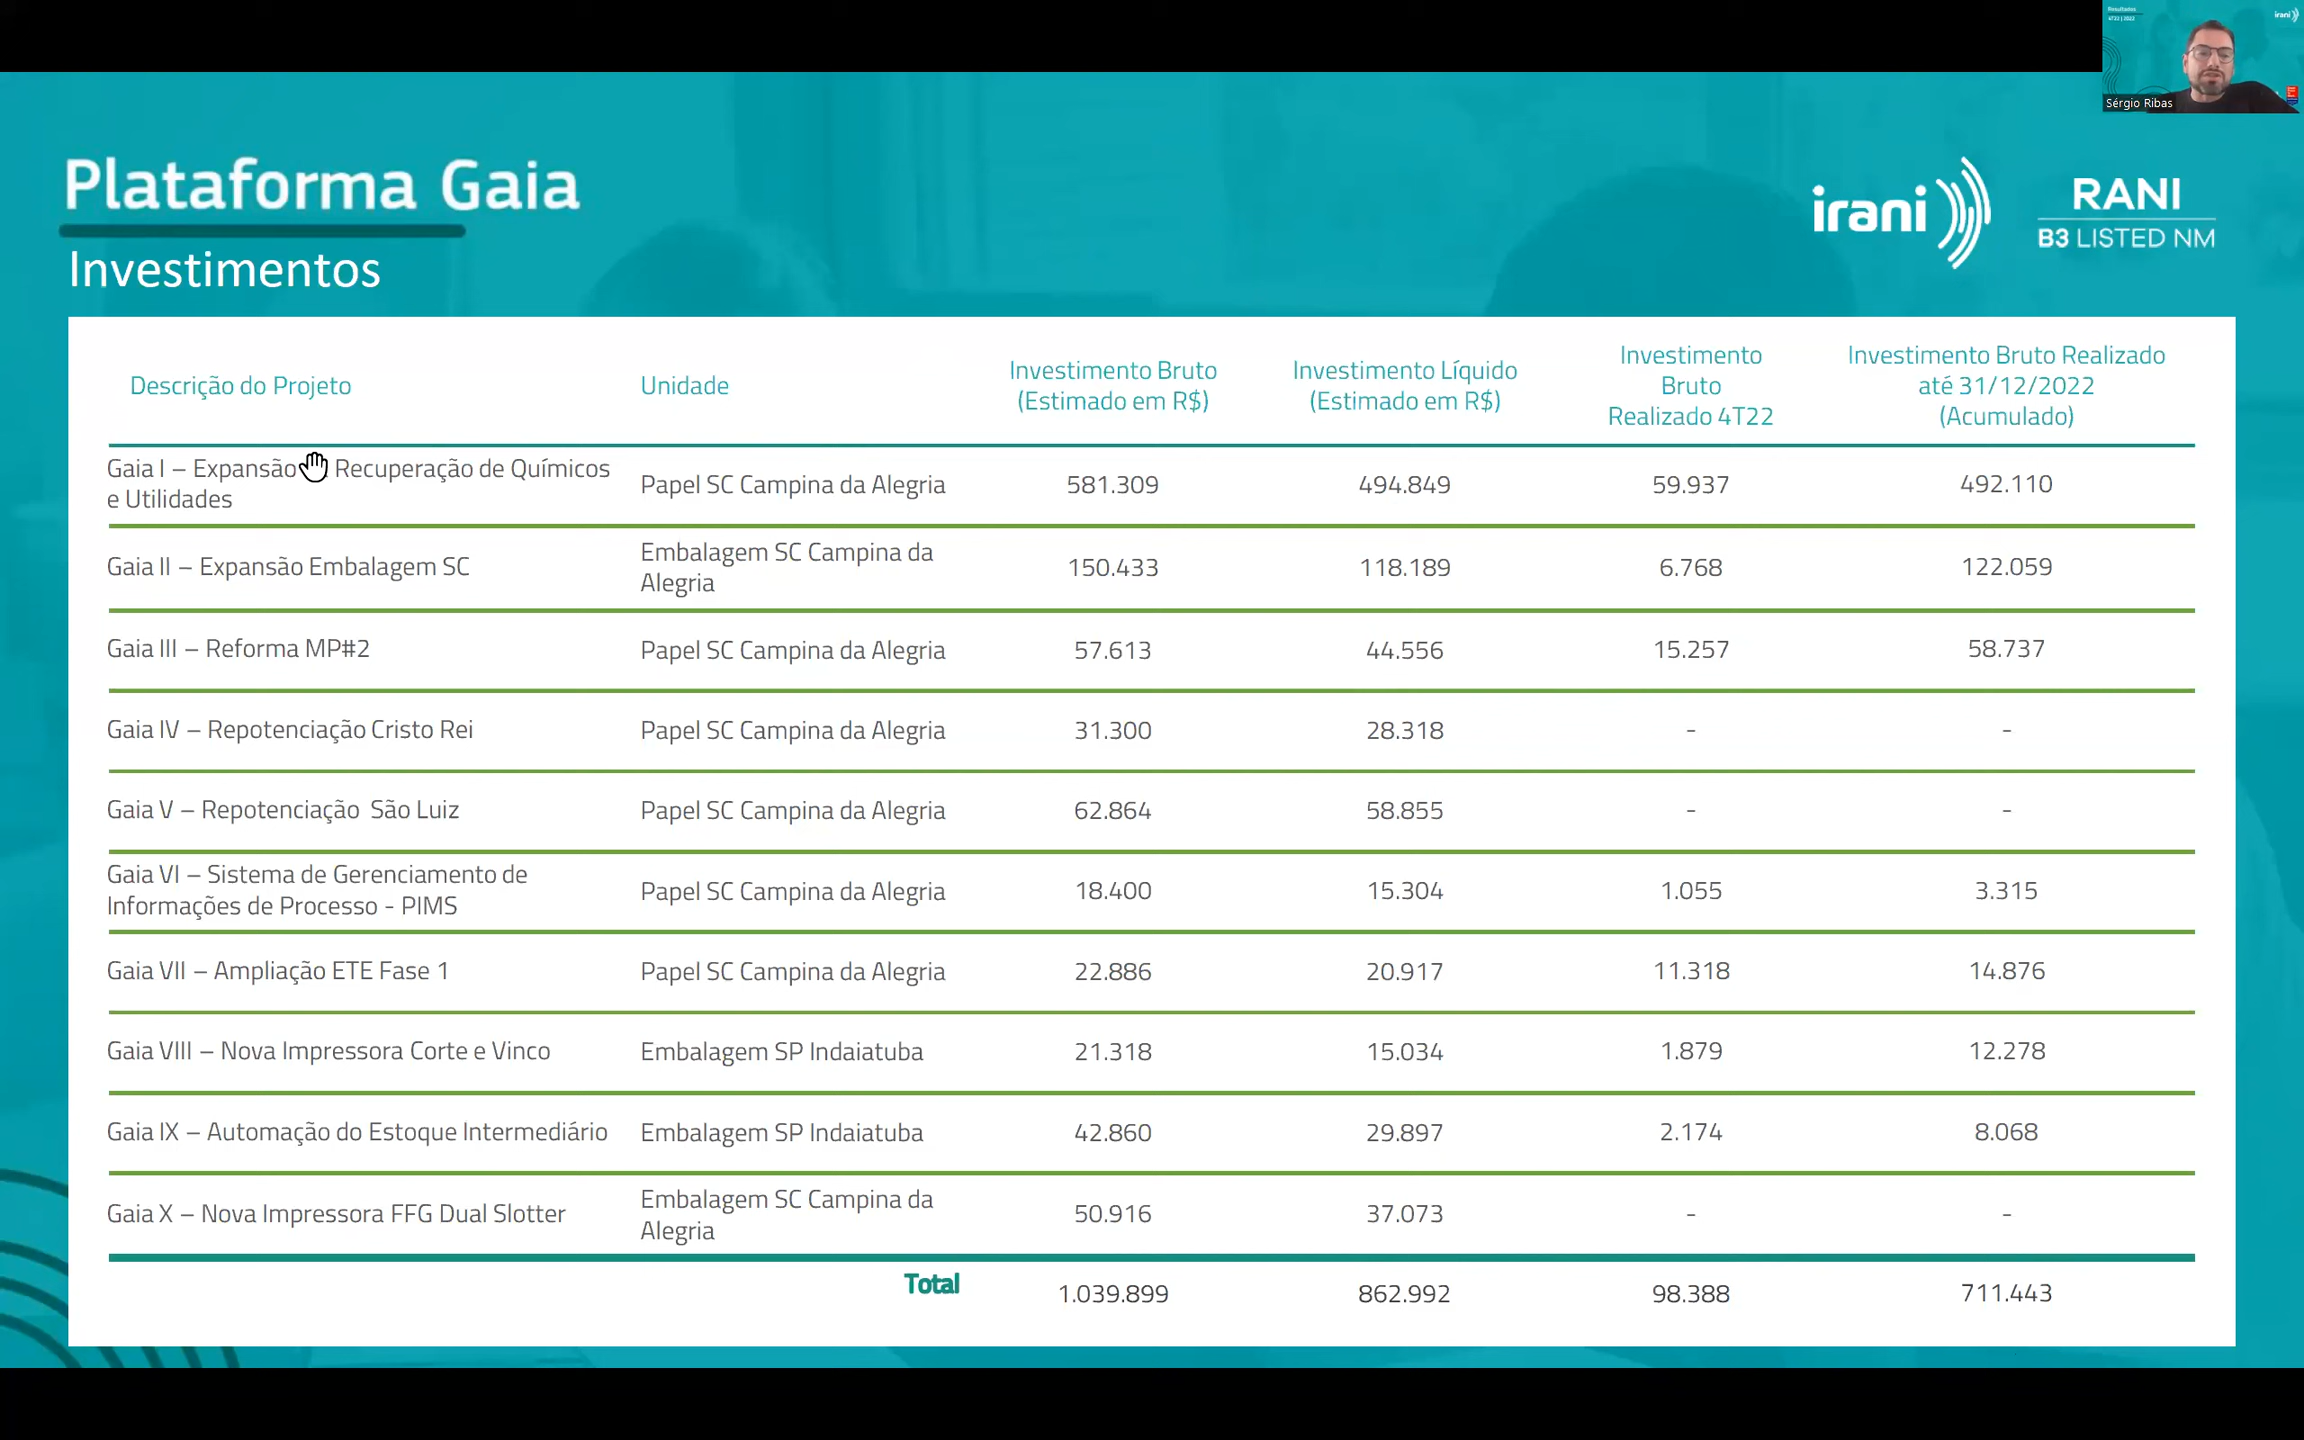 Resultados
4T22 | 2022
irani
Sérgio Ribas
Plataforma Gaia
Investimentos
irani
RANI
B3 LISTED NM
Descrição do Projeto
Unidade
Investimento Bruto
(Estimado em R$)
Investimento Líquido
(Estimado em R$)
Investimento
Bruto
Realizado 4T22
Investimento Bruto Realizado
até 31/12/2022
(Acumulado)
Gaia I – Expansão Recuperação de Químicos
e Utilidades
Papel SC Campina da Alegria
581.309
494.849
59.937
492.110
Gaia II – Expansão Embalagem SC
Embalagem SC Campina da
Alegria
150.433
118.189
6.768
122.059
Gaia III – Reforma MP#2
Papel SC Campina da Alegria
57.613
44.556
15.257
58.737
Gaia IV – Repotenciação Cristo Rei
Papel SC Campina da Alegria
31.300
28.318
-
-
Gaia V – Repotenciação São Luiz
Papel SC Campina da Alegria
62.864
58.855
-
-
Gaia VI – Sistema de Gerenciamento de
Informações de Processo - PIMS
Papel SC Campina da Alegria
18.400
15.304
1.055
3.315
Gaia VII – Ampliação ETE Fase 1
Papel SC Campina da Alegria
22.886
20.917
11.318
14.876
Gaia VIII – Nova Impressora Corte e Vinco
Embalagem SP Indaiatuba
21.318
15.034
1.879
12.278
Gaia IX – Automação do Estoque Intermediário
Embalagem SP Indaiatuba
42.860
29.897
2.174
8.068
Gaia X – Nova Impressora FFG Dual Slotter
Embalagem SC Campina da
Alegria
50.916
37.073
-
-
Total
1.039.899
862.992
98.388
711.443